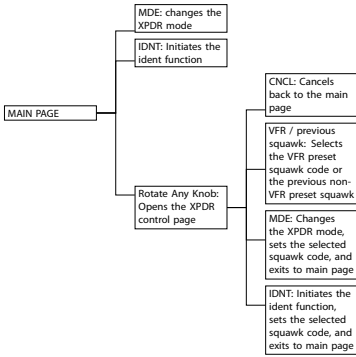 MDE: changes the
XPDR mode
IDNT: Initiates the
ident function
MAIN PAGE
Rotate Any Knob:
Opens the XPDR
control page
CNCL: Cancels
back to the main
page
VFR / previous
squawk: Selects
the VFR preset
squawk code or
the previous non-
VFR preset squawk
MDE: Changes
the XPDR mode,
sets the selected
squawk code, and
exits to main page
IDNT: Initiates the
ident function,
sets the selected
squawk code, and
exits to main page